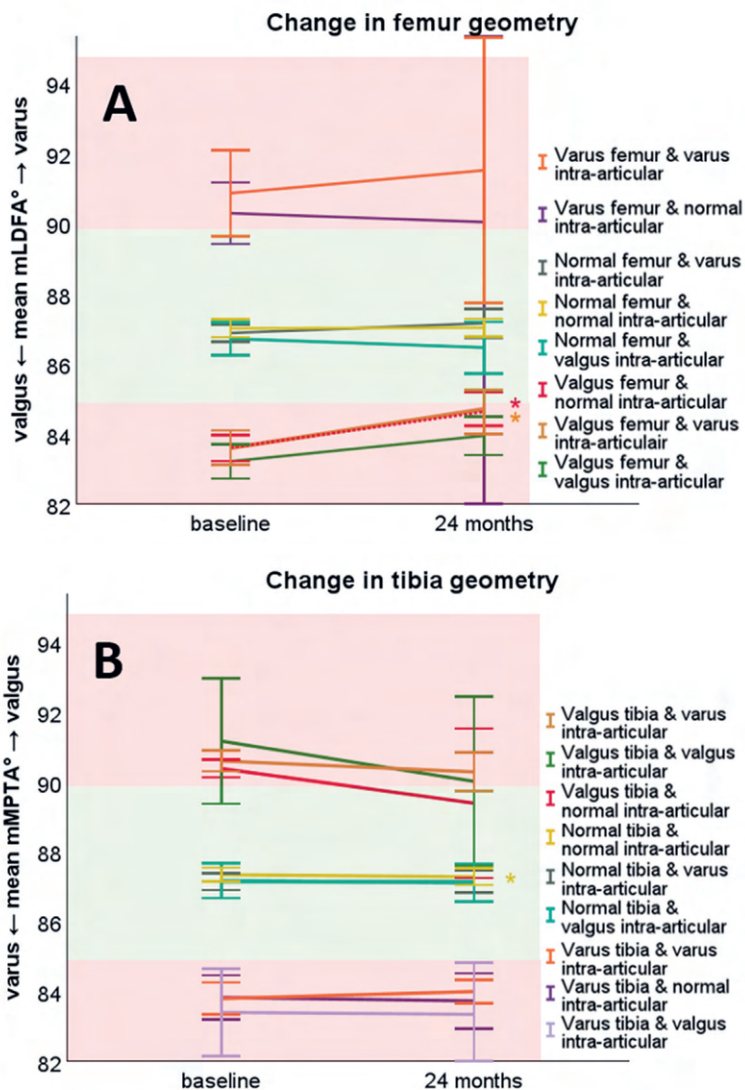 Change in femur geometry
A
valgus ← mean mLDFA° → varus
94
92
90
88
86
84
82
baseline
24 months
*
*
Varus femur & varus
intra-articular
Varus femur & normal
intra-articular
Normal femur & varus
intra-articular
Normal femur &
normal intra-articular
Normal femur &
valgus intra-articular
Valgus femur &
normal intra-articular
Valgus femur & varus
intra-articulair
Valgus femur &
valgus intra-articular
Change in tibia geometry
B
varus ← mean mMPTA° → valgus
94
92
90
88
86
84
82
baseline
24 months
*
Valgus tibia & varus
intra-articular
Valgus tibia & valgus
intra-articular
Valgus tibia &
normal intra-articular
Normal tibia &
normal intra-articular
Normal tibia & varus
intra-articular
Normal tibia &
valgus intra-articular
Varus tibia & varus
intra-articular
Varus tibia & normal
intra-articular
Varus tibia & valgus
intra-articular